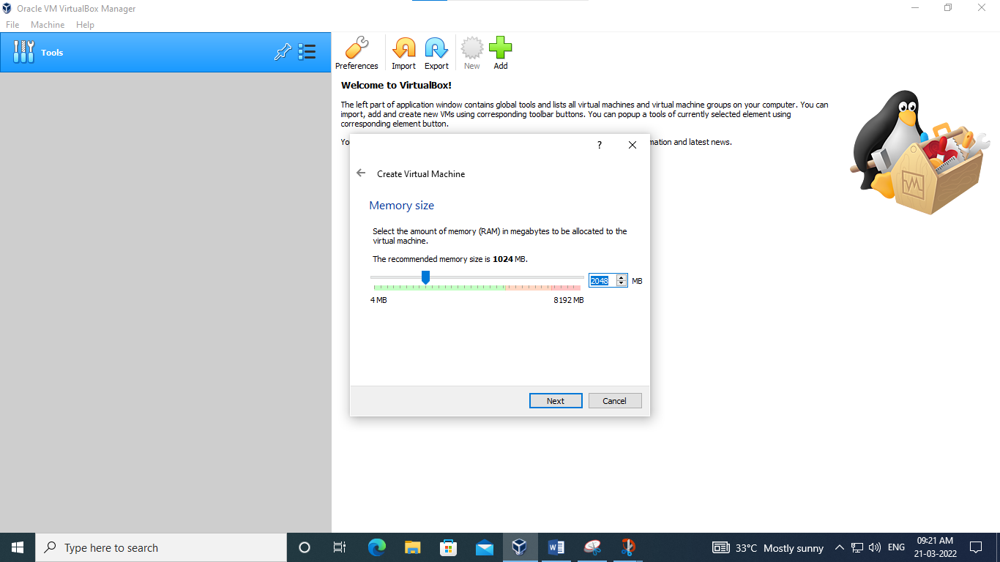 Oracle VM VirtualBox Manager
File Machine Help
Tools
Preferences Import Export New Add
Welcome to VirtualBox!
The left part of application window contains global tools and lists all virtual machines and virtual machine groups on your computer. You can
import, add and create new VMs using corresponding toolbar buttons. You can popup a tools of currently selected element using
corresponding element button.
Yo
mation and latest news.
?
Create Virtual Machine
Memory size
Select the amount of memory (RAM) in megabytes to be allocated to the
virtual machine.
The recommended memory size is 1024 MB.
2048 MB
4 MB 8192 MB
Next Cancel
Type here to search
33°C Mostly sunny
ENG
09:21 AM
21-03-2022